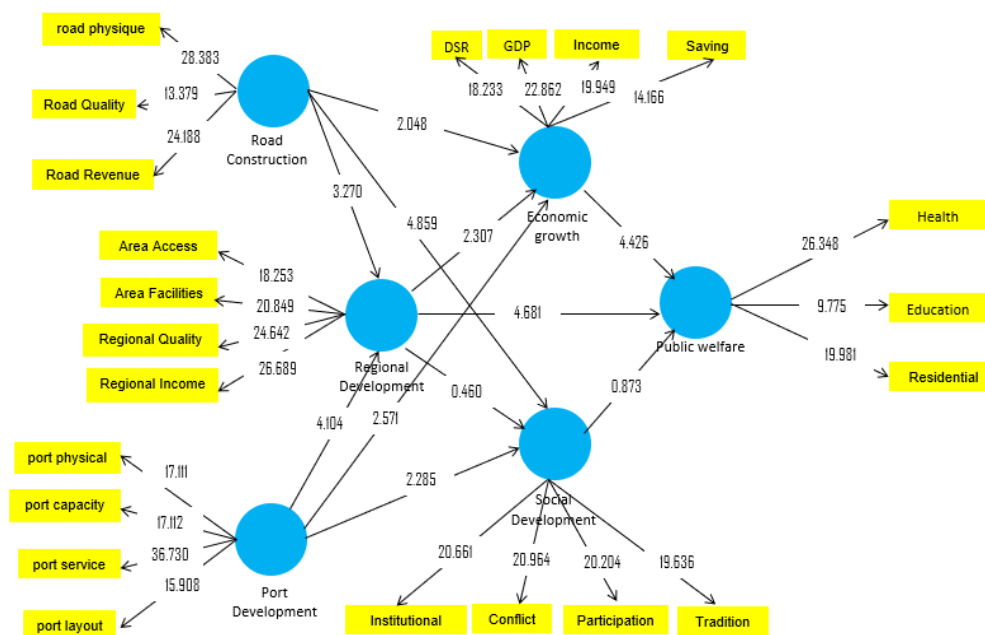 road physique
28.383
Road Quality
13.379
Road Revenue
24.188
Road
Construction
DSR
GDP
Income
Saving
18.233
22.862
19.949
14.166
2.048
3.270
4.859
2.307
2.571
Economic
growth
4.426
Area Access
18.253
Area Facilities
20.849
Regional Quality
24.642
Regional Income
26.689
Regional
Development
4.681
0.460
4.104
Public welfare
0.873
Health
26.348
Education
9.775
Residential
19.981
port physical
17.111
port capacity
17.112
port service
36.730
port layout
15.908
Port
Development
2.285
Social
Development
20.661
20.964
20.204
19.636
Institutional
Conflict
Participation
Tradition